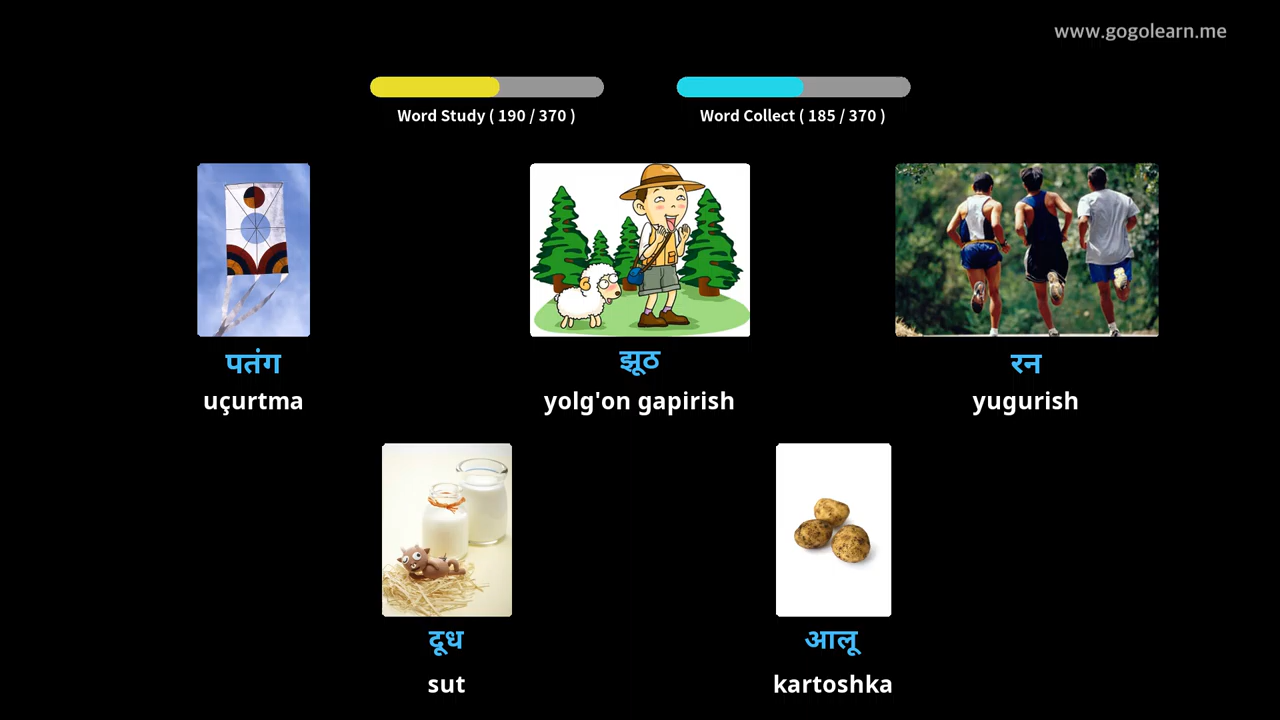 www.gogolearn.me
Word Study ( 190 / 370 )
Word Collect ( 185 / 370 )
पतंग
झूठ
रन
uçurtma
yolg'on gapirish
yugurish
दूध
आलू
sut
kartoshka